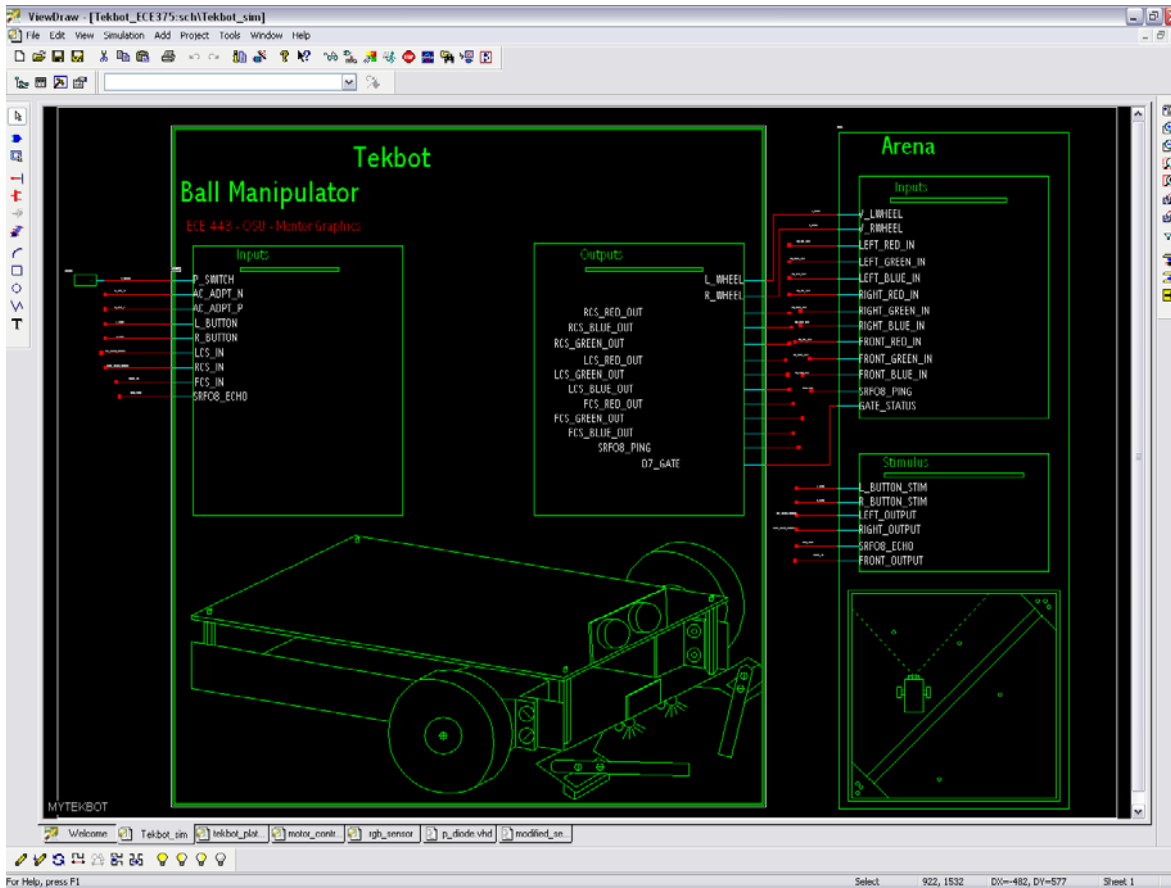 ViewDraw - [Tekbot_ECE375:sch\Tekbot_sim]
File Edit View Simulation Add Project Tools Window Help
Tekbot
Ball Manipulator
ECE 443 - OSU - Mentor Graphics
Inputs
P_SWITCH
AC_ADPT_N
AC_ADPT_P
L_BUTTON
R_BUTTON
LCS_IN
RCS_IN
FCS_IN
SRF08_ECHO
Outputs
L_WHEEL
R_WHEEL
RCS_RED_OUT
RCS_BLUE_OUT
RCS_GREEN_OUT
LCS_RED_OUT
LCS_GREEN_OUT
LCS_BLUE_OUT
FCS_RED_OUT
FCS_GREEN_OUT
FCS_BLUE_OUT
SRF08_PING
D7_GATE
Arena
Inputs
V_LWHEEL
V_RWHEEL
LEFT_RED_IN
LEFT_GREEN_IN
LEFT_BLUE_IN
RIGHT_RED_IN
RIGHT_GREEN_IN
RIGHT_BLUE_IN
FRONT_RED_IN
FRONT_GREEN_IN
FRONT_BLUE_IN
SRF08_PING
GATE_STATUS
Stimulus
L_BUTTON_STIM
R_BUTTON_STIM
LEFT_OUTPUT
RIGHT_OUTPUT
SRF08_ECHO
FRONT_OUTPUT
MYTEKBOT
Welcome Tekbot_sim tekbot_plat... motor_contr... rgb_sensor p_diode.vhd modified_se...
For Help, press F1 Select 922, 1532 DX=-482, DY=577 Sheet 1